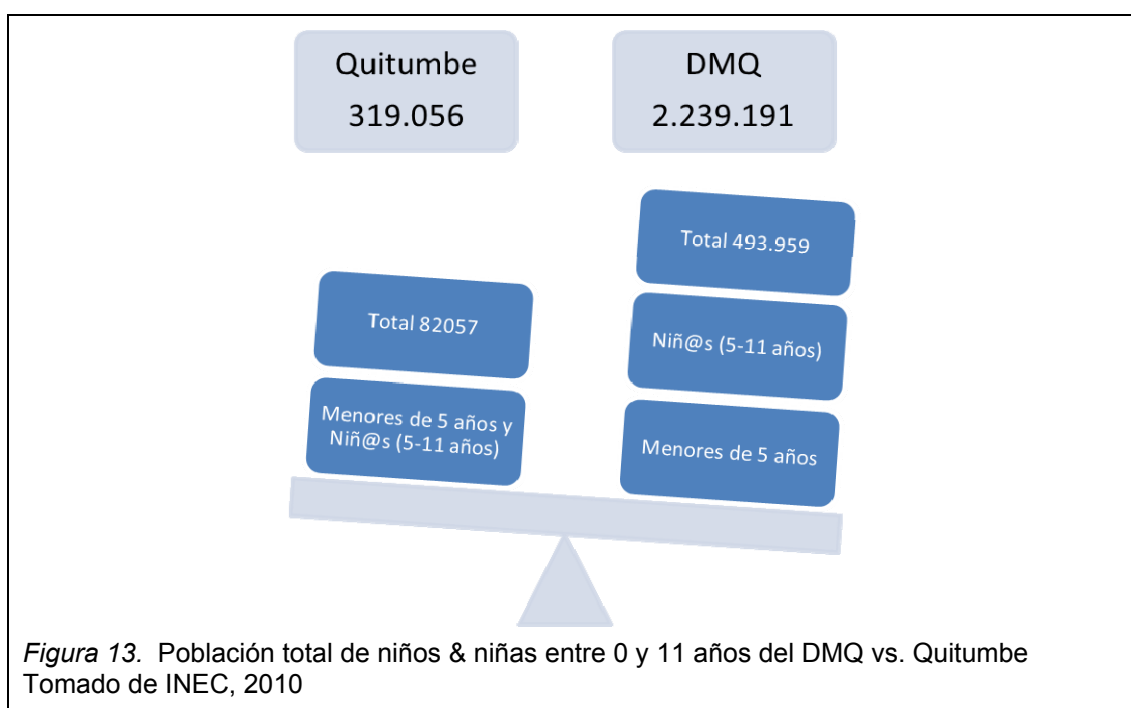 Quitumbe
319.056
DMQ
2.239.191
Total 82057
Menores de 5 años y
Niñ@s (5-11 años)
Total 493.959
Niñ@s (5-11 años)
Menores de 5 años
Figura 13. Población total de niños & niñas entre 0 y 11 años del DMQ vs. Quitumbe
Tomado de INEC, 2010